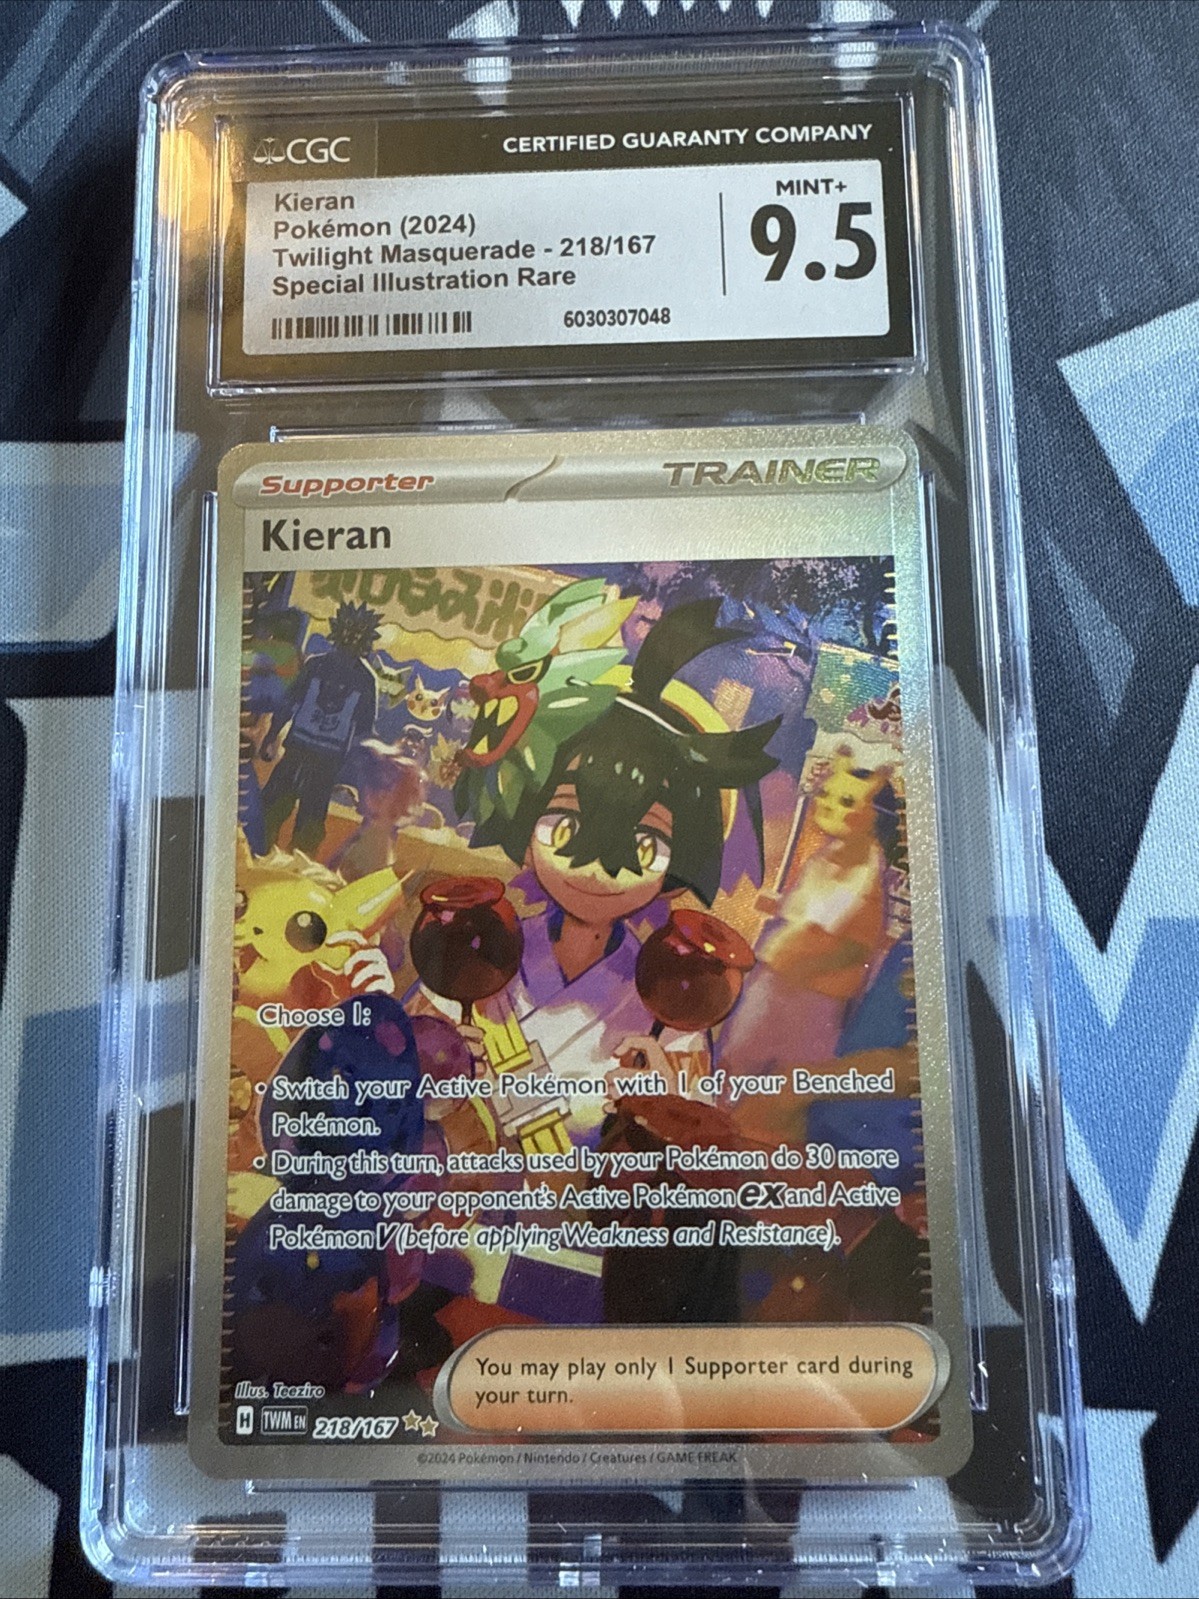 CGC
CERTIFIED GUARANTY COMPANY
Kieran
Pokémon (2024)
Twilight Masquerade - 218/167
Special Illustration Rare
6030307048
MINT+
9.5
Supporter
TRAINER
Kieran
Choose 1:
• Switch your Active Pokémon with 1 of your Benched
Pokémon.
• During this turn, attacks used by your Pokémon do 30 more
damage to your opponent's Active Pokémon ex and Active
Pokémon V (before applying Weakness and Resistance).
You may play only 1 Supporter card during
your turn.
Illus. Teeziro
H TWM EN 218/167
©2024 Pokémon / Nintendo / Creatures / GAME FREAK